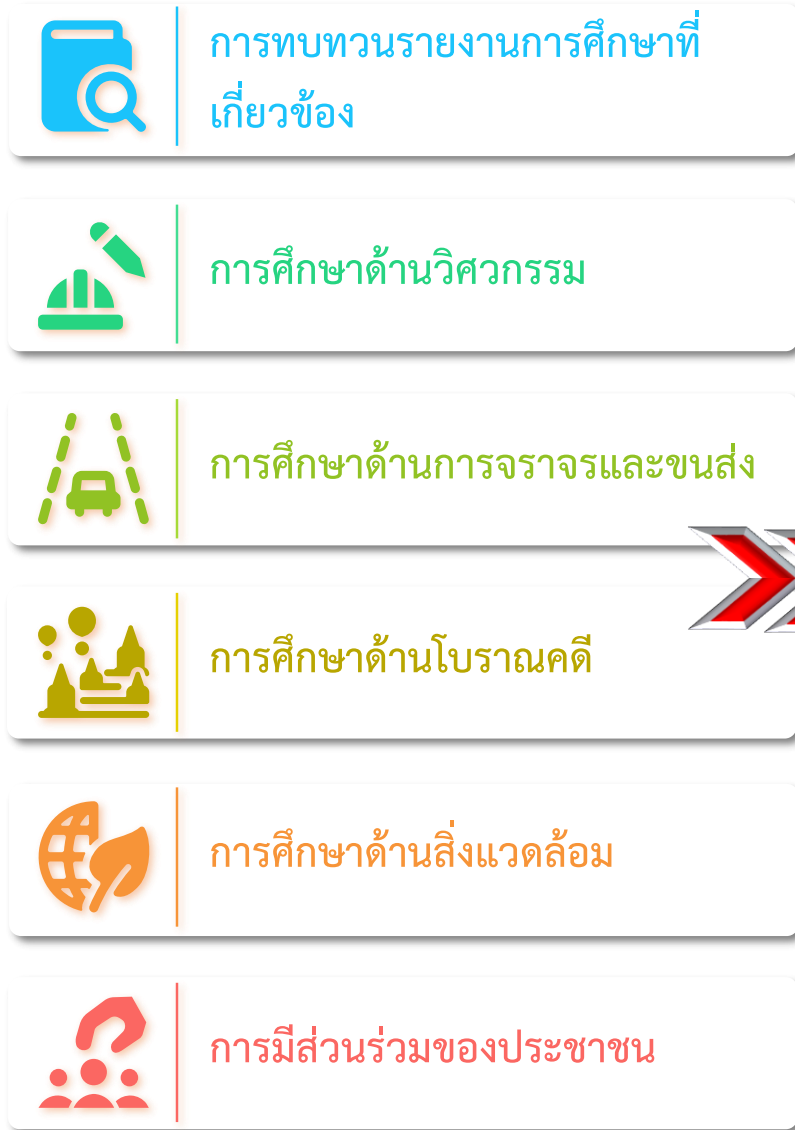 การทบทวนรายงานการศึกษาที่
เกี่ยวข้อง
การศึกษาด้านวิศวกรรม
การศึกษาด้านการจราจรและขนส่ง
การศึกษาด้านโบราณคดี
การศึกษาด้านสิ่งแวดล้อม
การมีส่วนร่วมของประชาชน